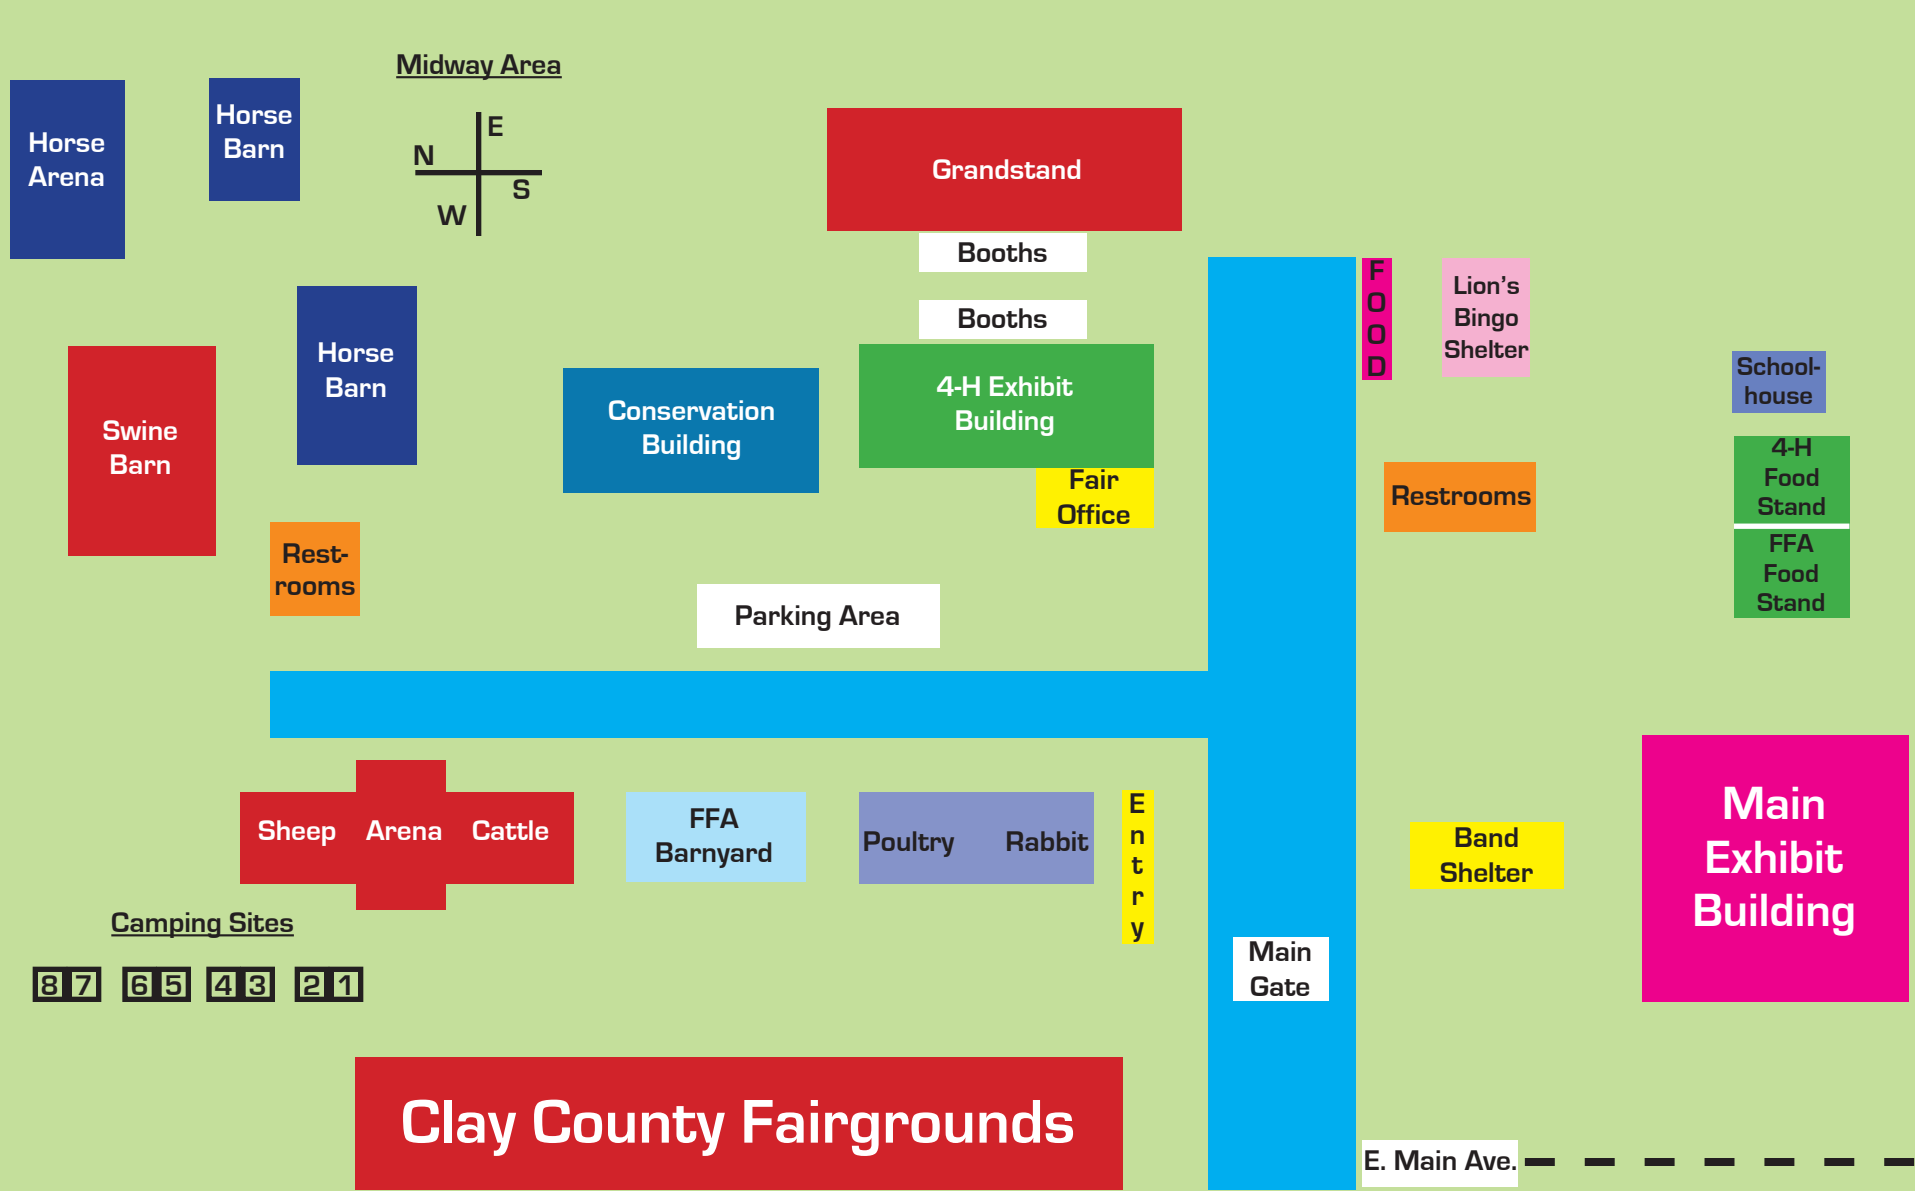 Midway Area
Horse
Arena
Horse
Barn
E
N
S
W
Grandstand
Booths
Booths
FOOD
Lion's
Bingo
Shelter
Horse
Barn
Swine
Barn
Conservation
Building
4-H Exhibit
Building
Fair
Office
School-
house
4-H
Food
Stand
FFA
Food
Stand
Restrooms
Rest-
rooms
Parking Area
Sheep Arena Cattle
FFA
Barnyard
Poultry Rabbit
Entry
Band
Shelter
Main
Exhibit
Building
Camping Sites
8 7 6 5 4 3 2 1
Main
Gate
Clay County Fairgrounds
E. Main Ave.